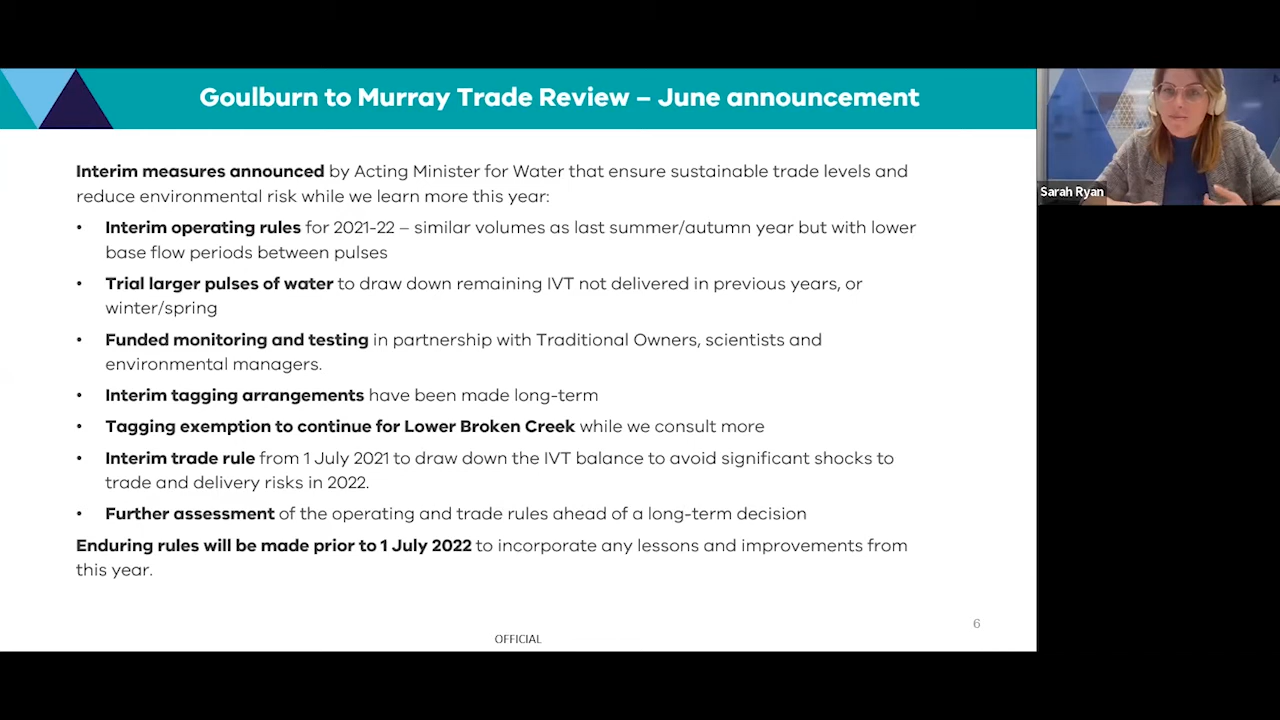 Goulburn to Murray Trade Review – June announcement
Sarah Ryan
Interim measures announced by Acting Minister for Water that ensure sustainable trade levels and
reduce environmental risk while we learn more this year:
• Interim operating rules for 2021-22 – similar volumes as last summer/autumn year but with lower
base flow periods between pulses
• Trial larger pulses of water to draw down remaining IVT not delivered in previous years, or
winter/spring
• Funded monitoring and testing in partnership with Traditional Owners, scientists and
environmental managers.
• Interim tagging arrangements have been made long-term
• Tagging exemption to continue for Lower Broken Creek while we consult more
• Interim trade rule from 1 July 2021 to draw down the IVT balance to avoid significant shocks to
trade and delivery risks in 2022.
• Further assessment of the operating and trade rules ahead of a long-term decision
Enduring rules will be made prior to 1 July 2022 to incorporate any lessons and improvements from
this year.
6
OFFICIAL